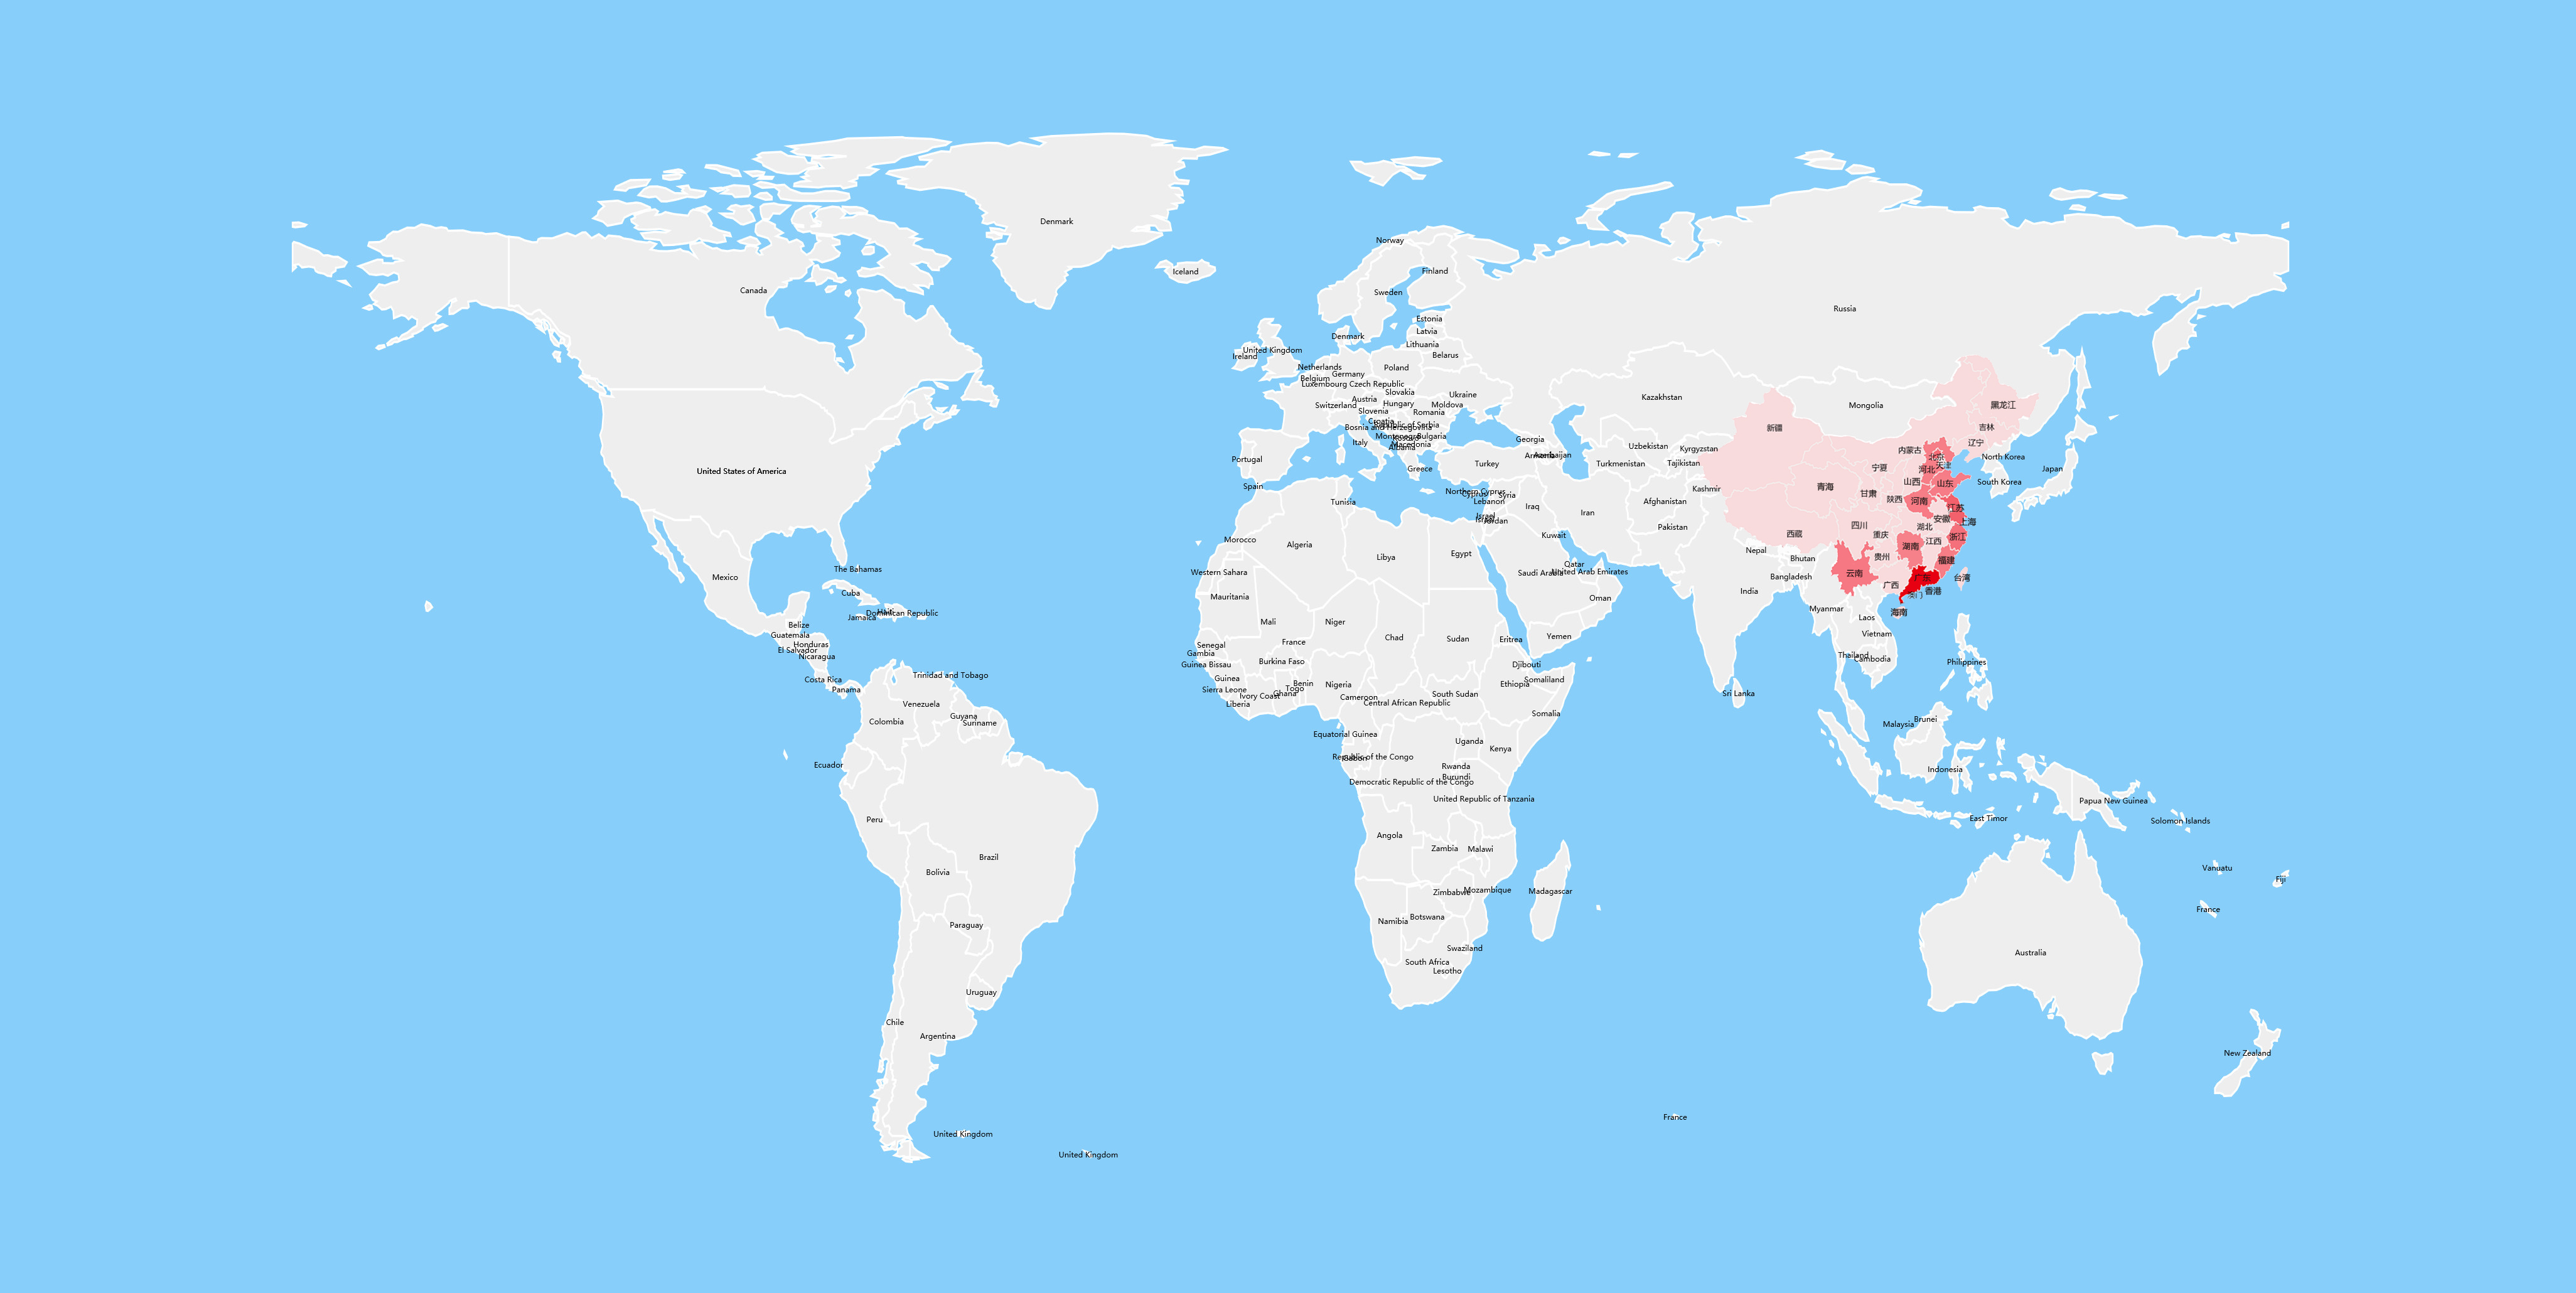 Denmark
Norway
Iceland
Finland
Canada
Sweden
Russia
Estonia
Latvia
Denmark
Lithuania
United Kingdom
Ireland
Belarus
Netherlands
Poland
Germany
Belgium
Luxembourg
Czech Republic
Slovakia
Ukraine
Kazakhstan
Austria
Hungary
Moldova
Switzerland
Mongolia
黑龙江
Slovenia
Romania
Croatia
Republic of Serbia
Bosnia and Herzegovina
新疆
吉林
Montenegro
Bulgaria
Kosovo
Georgia
Italy
辽宁
Macedonia
Albania
Uzbekistan
Kyrgyzstan
内蒙古
Armenia
Azerbaijan
北京
North Korea
Portugal
Turkey
Turkmenistan
Tajikistan
天津
宁夏
河北
Japan
Greece
United States of America
山西
山东
South Korea
Spain
青海
Kashmir
Northern Cyprus
Cyprus
Syria
甘肃
陕西
Tunisia
Lebanon
Afghanistan
河南
Iraq
江苏
Iran
Israel
Israel
Jordan
安徽
上海
四川
湖北
Pakistan
西藏
重庆
Kuwait
浙江
Morocco
江西
Algeria
湖南
Nepal
Egypt
Libya
贵州
Bhutan
福建
Qatar
The Bahamas
Western Sahara
Saudi Arabia
United Arab Emirates
云南
Mexico
Bangladesh
广东
台湾
广西
India
香港
Cuba
澳门
Mauritania
Oman
Myanmar
海南
Haiti
Dominican Republic
Jamaica
Laos
Mali
Niger
Belize
Vietnam
Guatemala
Yemen
Chad
Sudan
Eritrea
France
Honduras
Senegal
El Salvador
Gambia
Thailand
Nicaragua
Cambodia
Burkina Faso
Philippines
Guinea Bissau
Djibouti
Trinidad and Tobago
Guinea
Costa Rica
Somaliland
Benin
Nigeria
Ethiopia
Togo
Panama
Sierra Leone
Ghana
Ivory Coast
South Sudan
Sri Lanka
Cameroon
Central African Republic
Venezuela
Liberia
Somalia
Guyana
Brunei
Colombia
Suriname
Malaysia
Equatorial Guinea
Uganda
Kenya
Republic of the Congo
Gabon
Ecuador
Rwanda
Indonesia
Burundi
Democratic Republic of the Congo
United Republic of Tanzania
Papua New Guinea
East Timor
Peru
Solomon Islands
Angola
Zambia
Malawi
Brazil
Vanuatu
Bolivia
Fiji
Mozambique
Zimbabwe
Madagascar
France
Botswana
Namibia
Paraguay
Swaziland
Australia
South Africa
Lesotho
Uruguay
Chile
Argentina
New Zealand
France
United Kingdom
United Kingdom